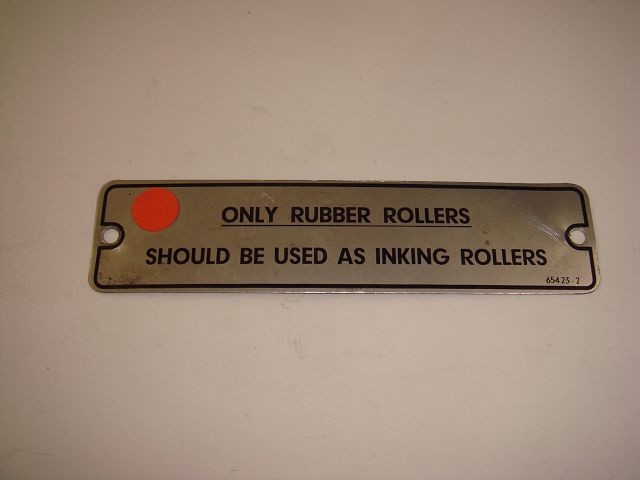 ONLY RUBBER ROLLERS
SHOULD BE USED AS INKING ROLLERS
65423-2